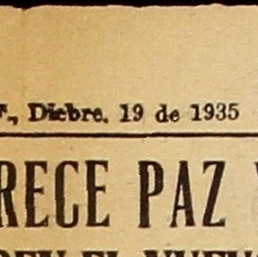 F., Dicbre. 19 de 1935
RECE PAZ Y